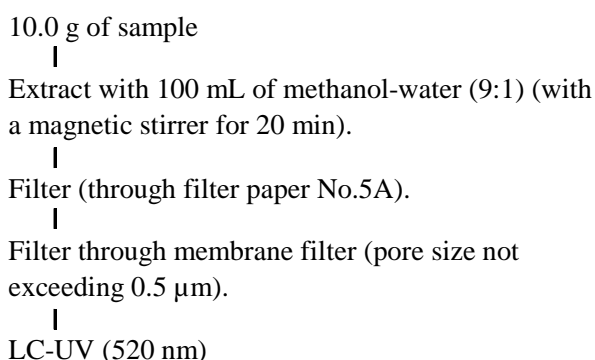 10.0 g of sample
Extract with 100 mL of methanol-water (9:1) (with
a magnetic stirrer for 20 min).
Filter (through filter paper No.5A).
Filter through membrane filter (pore size not
exceeding 0.5 µm).
LC-UV (520 nm)